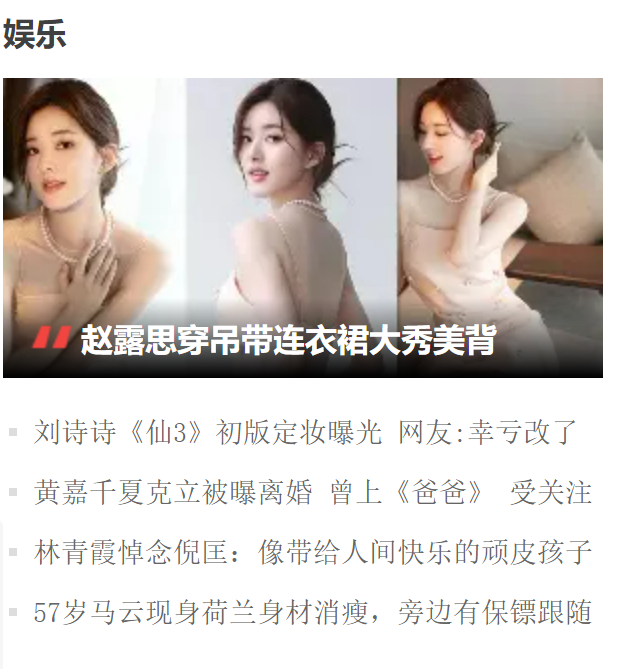 娱乐
赵露思穿吊带连衣裙大秀美背
刘诗诗《仙3》初版定妆曝光 网友:幸亏改了
黄嘉千夏克立被曝离婚 曾上《爸爸》 受关注
林青霞悼念倪匡：像带给人间快乐的顽皮孩子
57岁马云现身荷兰身材消瘦，旁边有保镖跟随